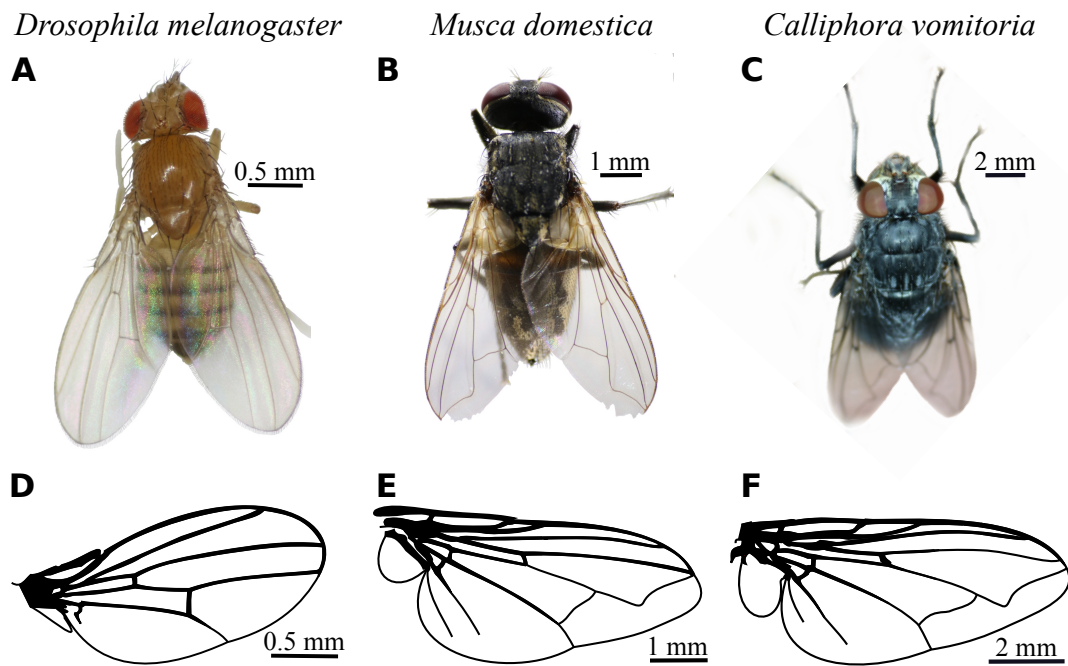 Drosophila melanogaster
Musca domestica
Calliphora vomitoria
A
B
C
0.5 mm
1 mm
2 mm
D
E
F
0.5 mm
1 mm
2 mm